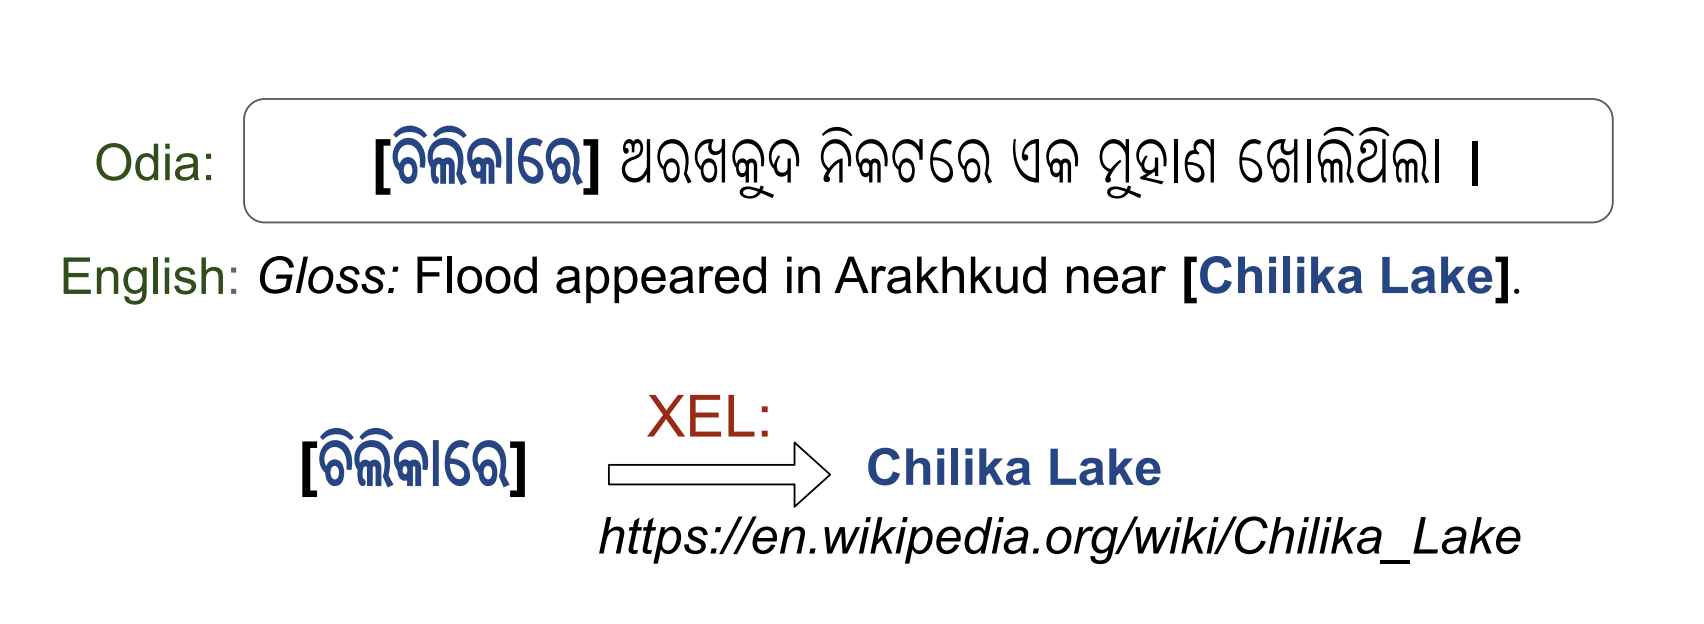 Odia: [ଚିଲିକାରେ] ଅରଖକୁଦ ନିକଟରେ ଏକ ମୁହାଣ ଖୋଲିଥିଲା ।
English: Gloss: Flood appeared in Arakhkud near [Chilika Lake].
XEL:
[ଚିଲିକାରେ] Chilika Lake
https://en.wikipedia.org/wiki/Chilika_Lake